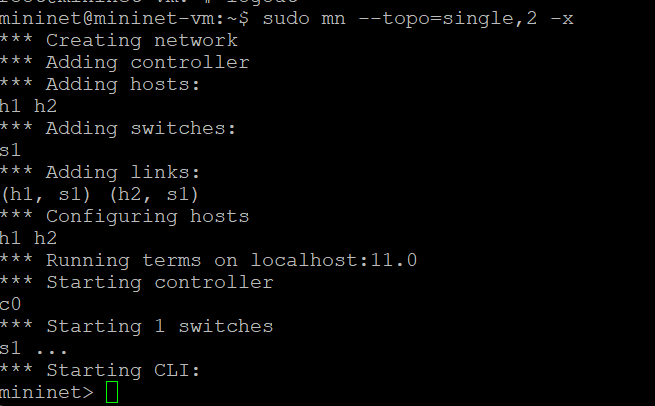 mininet@mininet-vm:~$ sudo mn --topo=single,2 -x
*** Creating network
*** Adding controller
*** Adding hosts:
h1 h2
*** Adding switches:
s1
*** Adding links:
(h1, s1) (h2, s1)
*** Configuring hosts
h1 h2
*** Running terms on localhost:11.0
*** Starting controller
c0
*** Starting 1 switches
s1 ...
*** Starting CLI:
mininet>